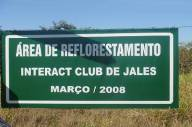 ÁREA DE REFLORESTAMENTO
INTERACT CLUB DE JALES
MARÇO / 2008